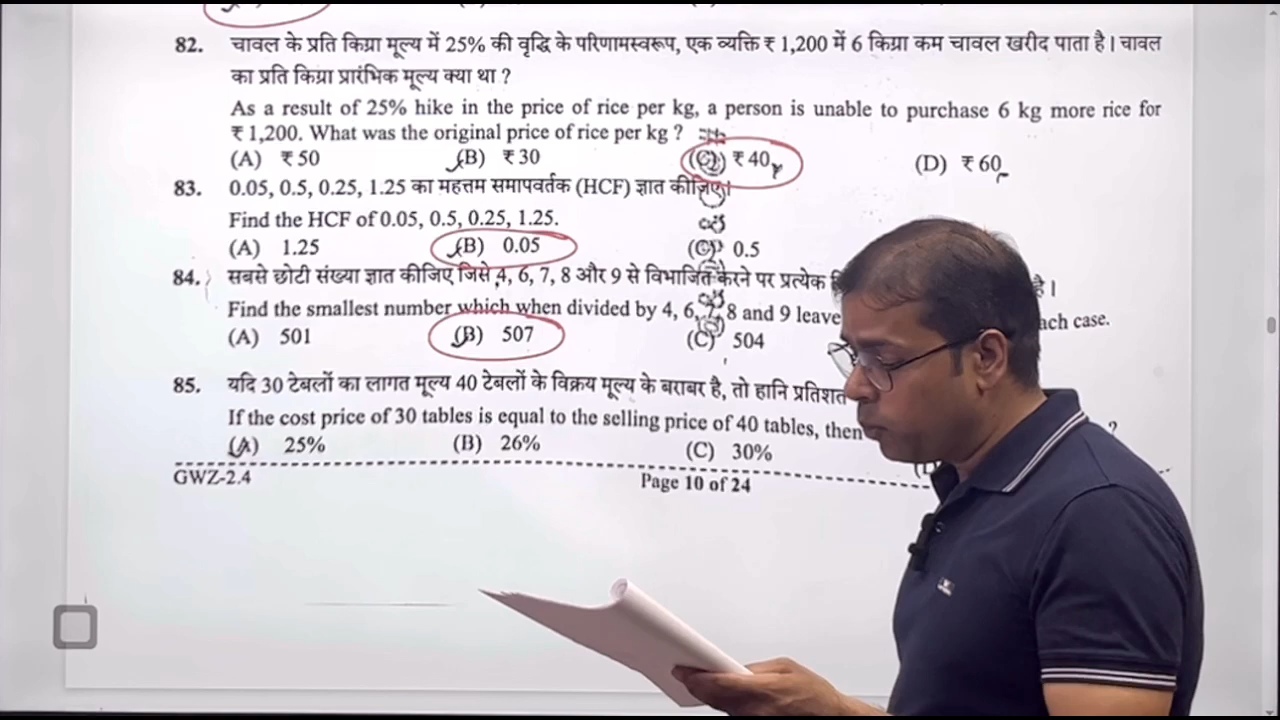 82. चावल के प्रति किग्रा मूल्य में 25% की वृद्धि के परिणामस्वरूप, एक व्यक्ति ₹ 1,200 में 6 किग्रा कम चावल खरीद पाता है। चावल
का प्रति किग्रा प्रारंभिक मूल्य क्या था ?
As a result of 25% hike in the price of rice per kg, a person is unable to purchase 6 kg more rice for
₹ 1,200. What was the original price of rice per kg ?
(A) ₹ 50 (B) ₹ 30 (C) ₹ 40 (D) ₹ 60
83. 0.05, 0.5, 0.25, 1.25 का महत्तम समापवर्तक (HCF) ज्ञात कीजिए।
Find the HCF of 0.05, 0.5, 0.25, 1.25.
(A) 1.25 (B) 0.05 (C) 0.5
84. सबसे छोटी संख्या ज्ञात कीजिए जिसे 4, 6, 7, 8 और 9 से विभाजित करने पर प्रत्येक है।
Find the smallest number which when divided by 4, 6, 7, 8 and 9 leave ach case.
(A) 501 (B) 507 (C) 504
85. यदि 30 टेबलों का लागत मूल्य 40 टेबलों के विक्रय मूल्य के बराबर है, तो हानि प्रतिशत
If the cost price of 30 tables is equal to the selling price of 40 tables, then ?
(A) 25% (B) 26% (C) 30%
GWZ-2.4 Page 10 of 24